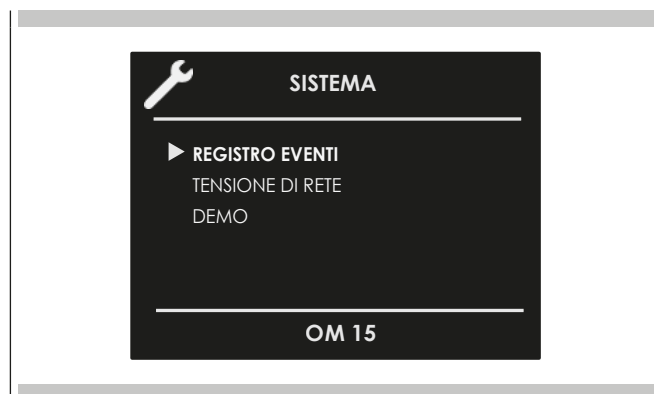 SISTEMA
REGISTRO EVENTI
TENSIONE DI RETE
DEMO
OM 15